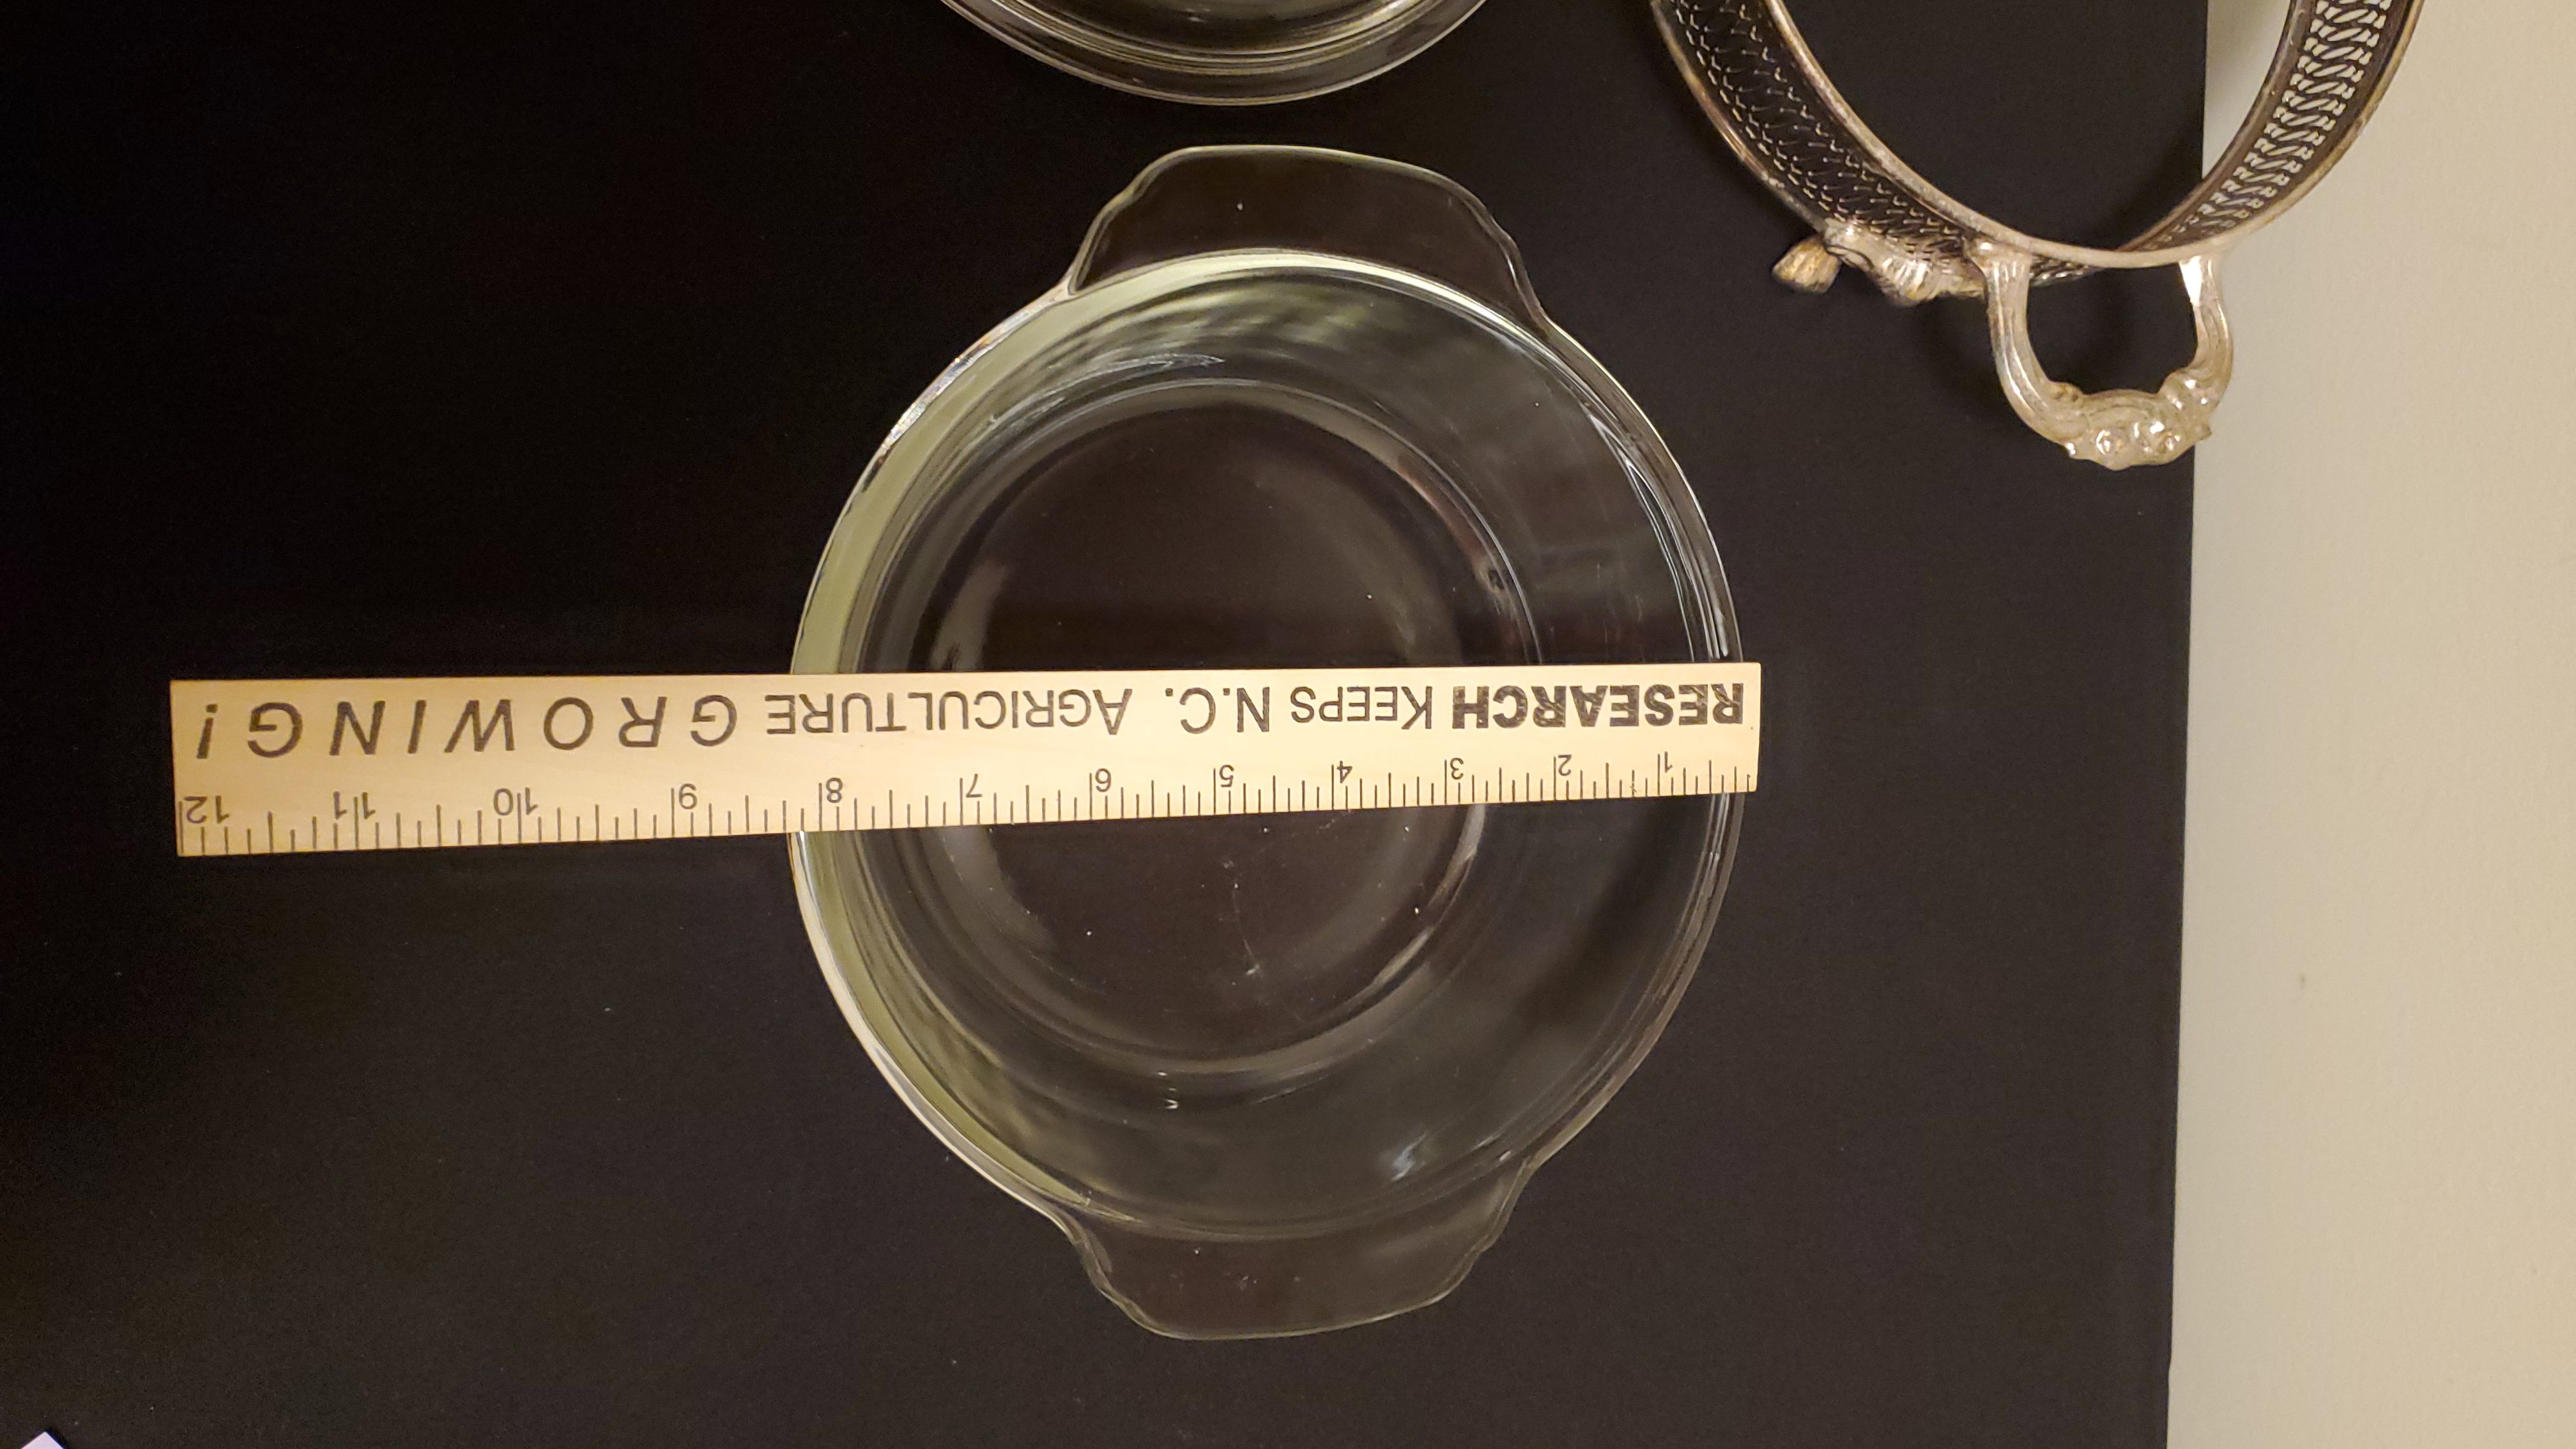 RESEARCH KEEPS N.C. AGRICULTURE GROWING!
1 2 3 4 5 6 7 8 9 10 11 12